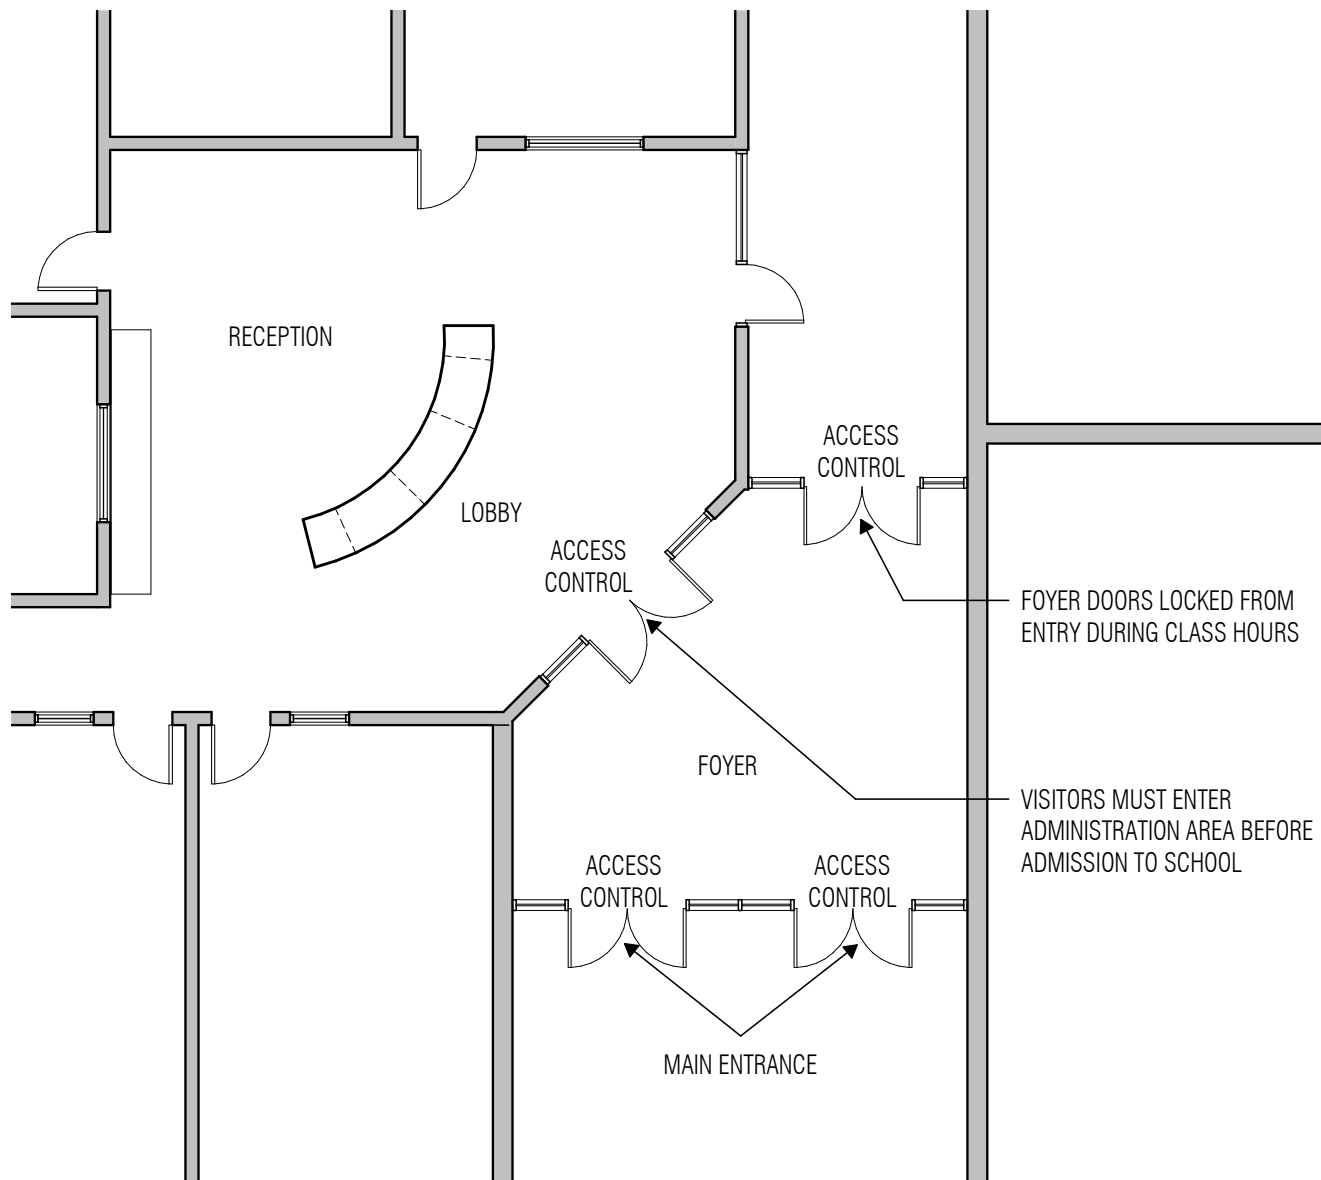 RECEPTION
ACCESS
CONTROL
LOBBY
ACCESS
CONTROL
FOYER DOORS LOCKED FROM
ENTRY DURING CLASS HOURS
FOYER
VISITORS MUST ENTER
ADMINISTRATION AREA BEFORE
ADMISSION TO SCHOOL
ACCESS
CONTROL
ACCESS
CONTROL
MAIN ENTRANCE